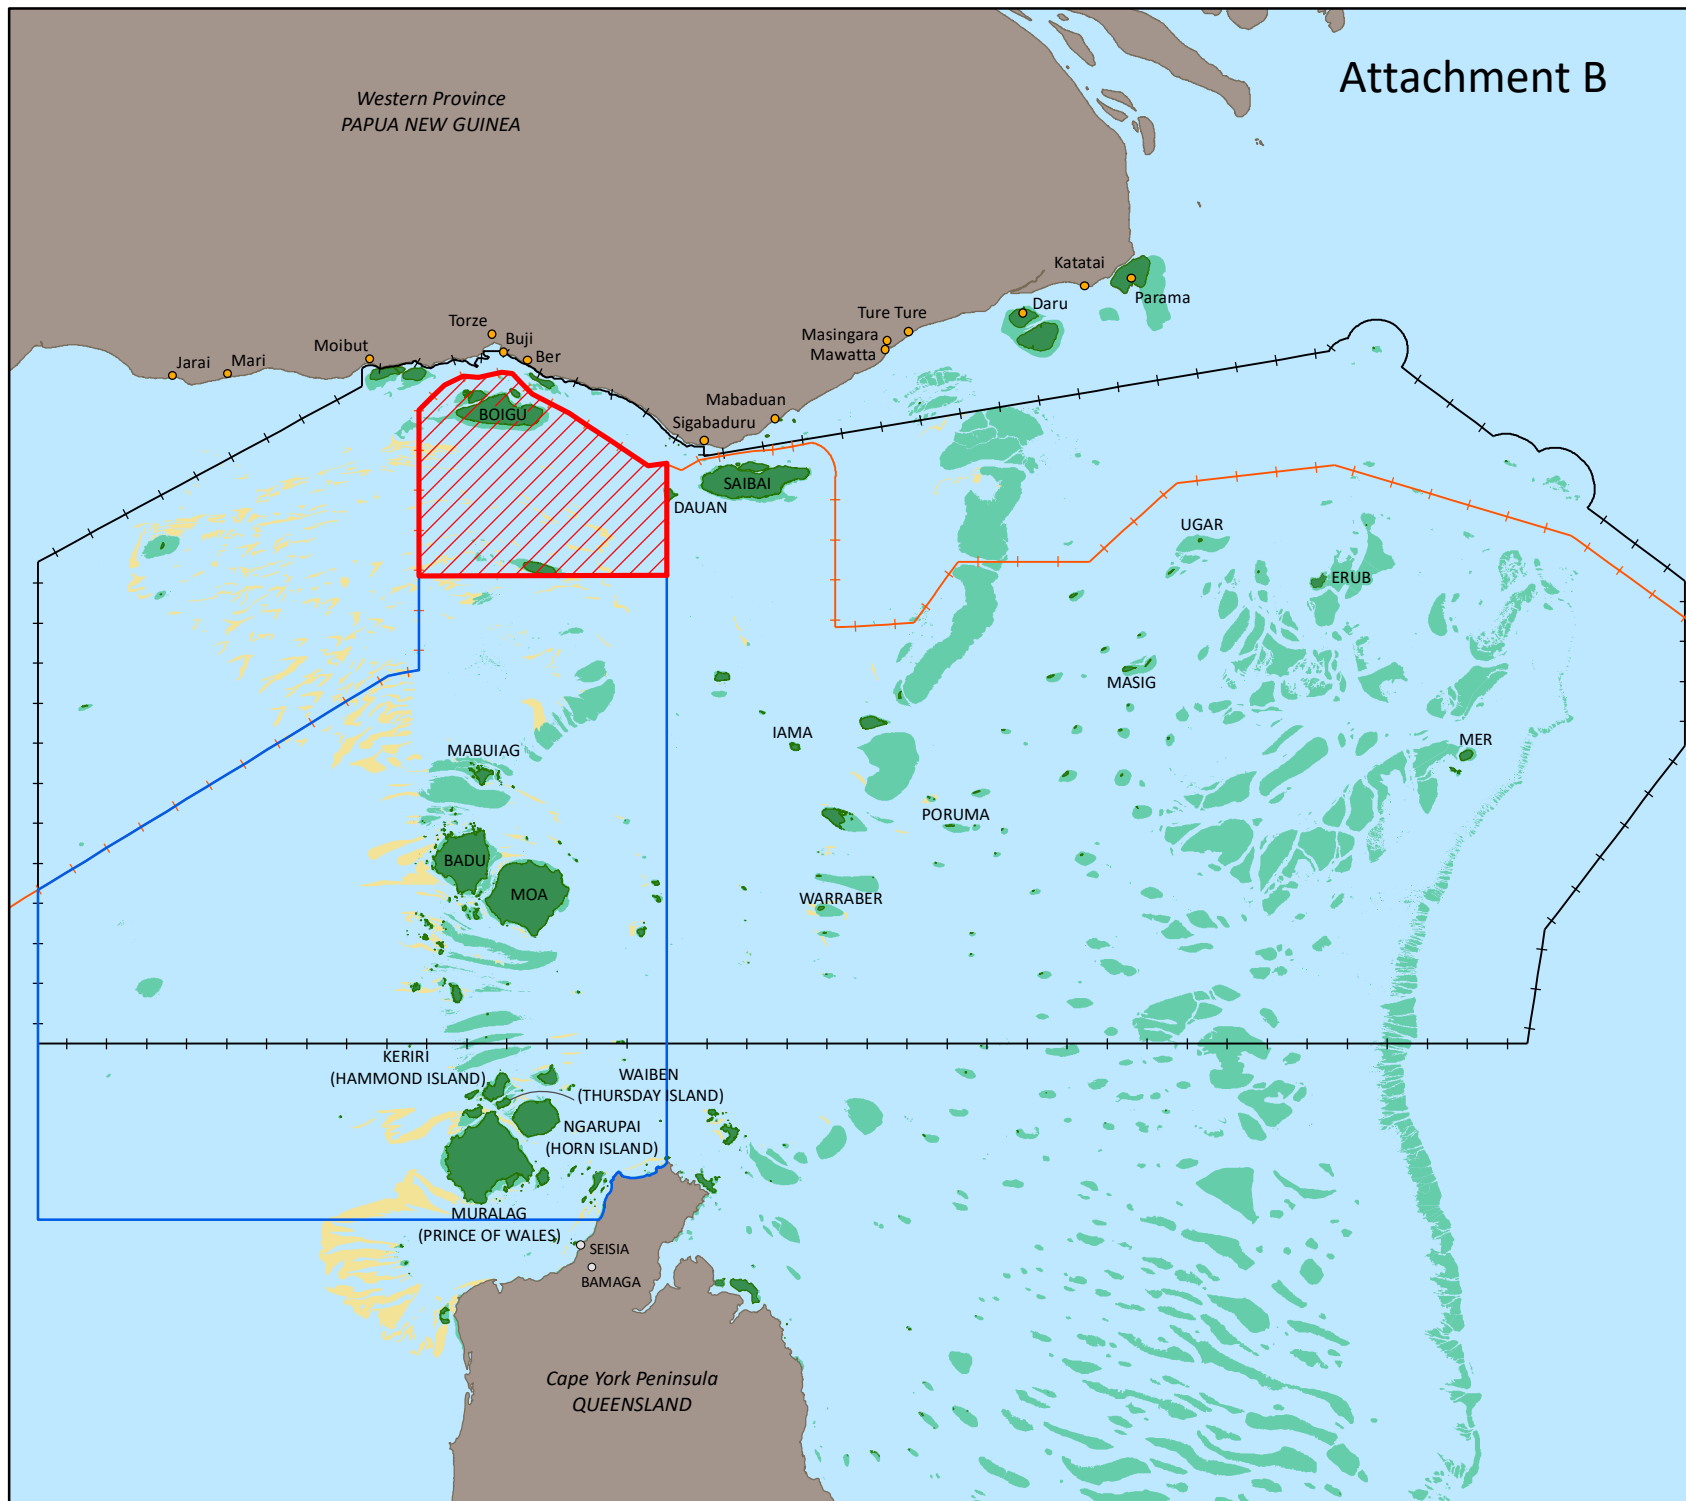 Attachment B
Western Province
PAPUA NEW GUINEA
Katatai
Parama
Daru
Ture Ture
Masingara
Mawatta
Torze
Buji
Ber
Moibut
Jarai
Mari
Mabaduan
Sigabaduru
BOIGU
SAIBAI
DAUAN
UGAR
ERUB
MASIG
IAMA
MER
MABUIAG
PORUMA
BADU
MOA
WARRABER
KERIRI
(HAMMOND ISLAND)
WAIBEN
(THURSDAY ISLAND)
NGARUPAI
(HORN ISLAND)
MURALAG
(PRINCE OF WALES)
SEISIA
BAMAGA
Cape York Peninsula
QUEENSLAND